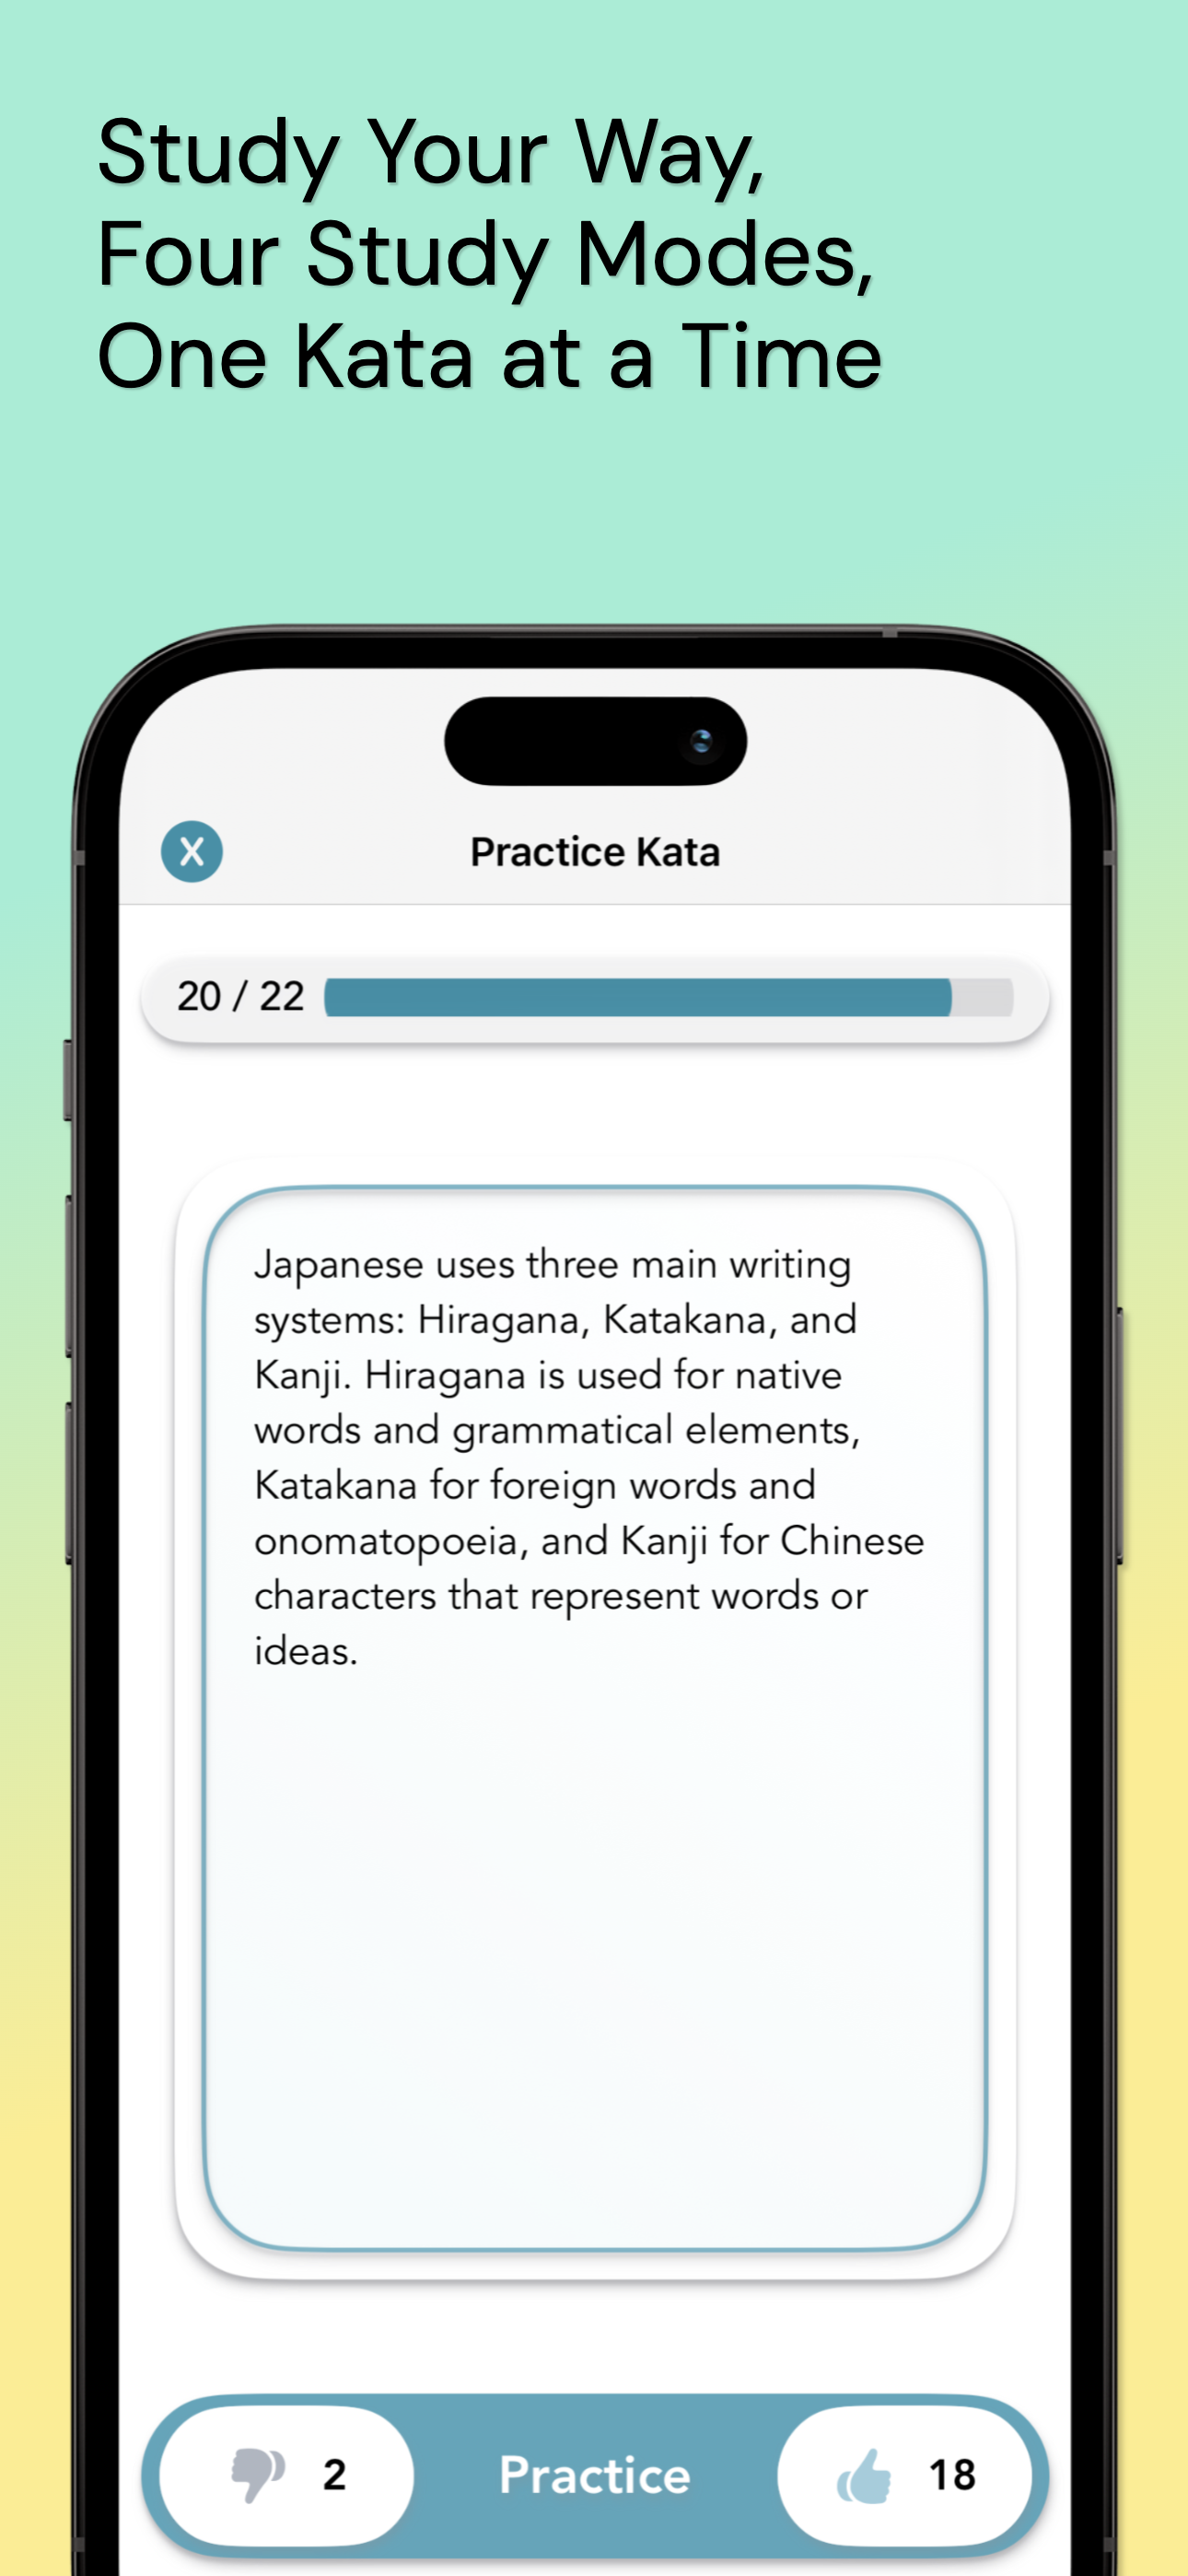 Study Your Way,
Four Study Modes,
One Kata at a Time
X
Practice Kata
20 / 22
Japanese uses three main writing
systems: Hiragana, Katakana, and
Kanji. Hiragana is used for native
words and grammatical elements,
Katakana for foreign words and
onomatopoeia, and Kanji for Chinese
characters that represent words or
ideas.
2 Practice 18